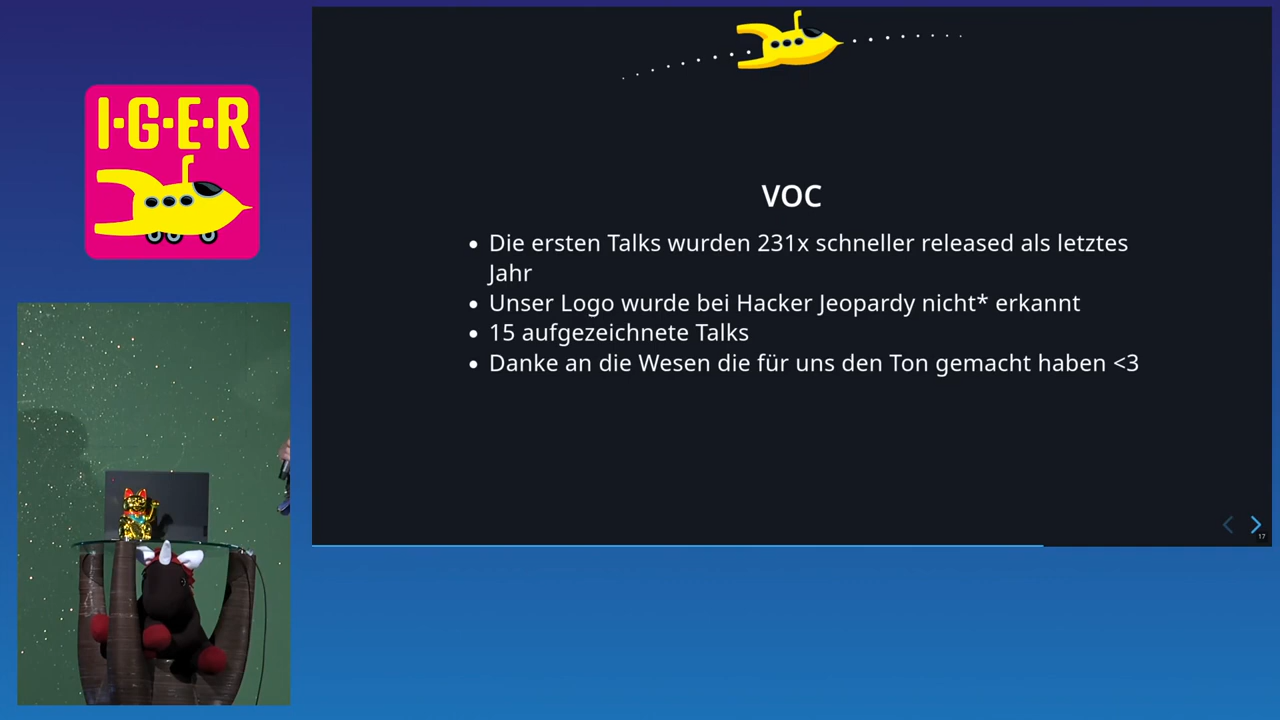 I·G·E·R
VOC
Die ersten Talks wurden 231x schneller released als letztes
Jahr
Unser Logo wurde bei Hacker Jeopardy nicht* erkannt
15 aufgezeichnete Talks
Danke an die Wesen die für uns den Ton gemacht haben <3
17